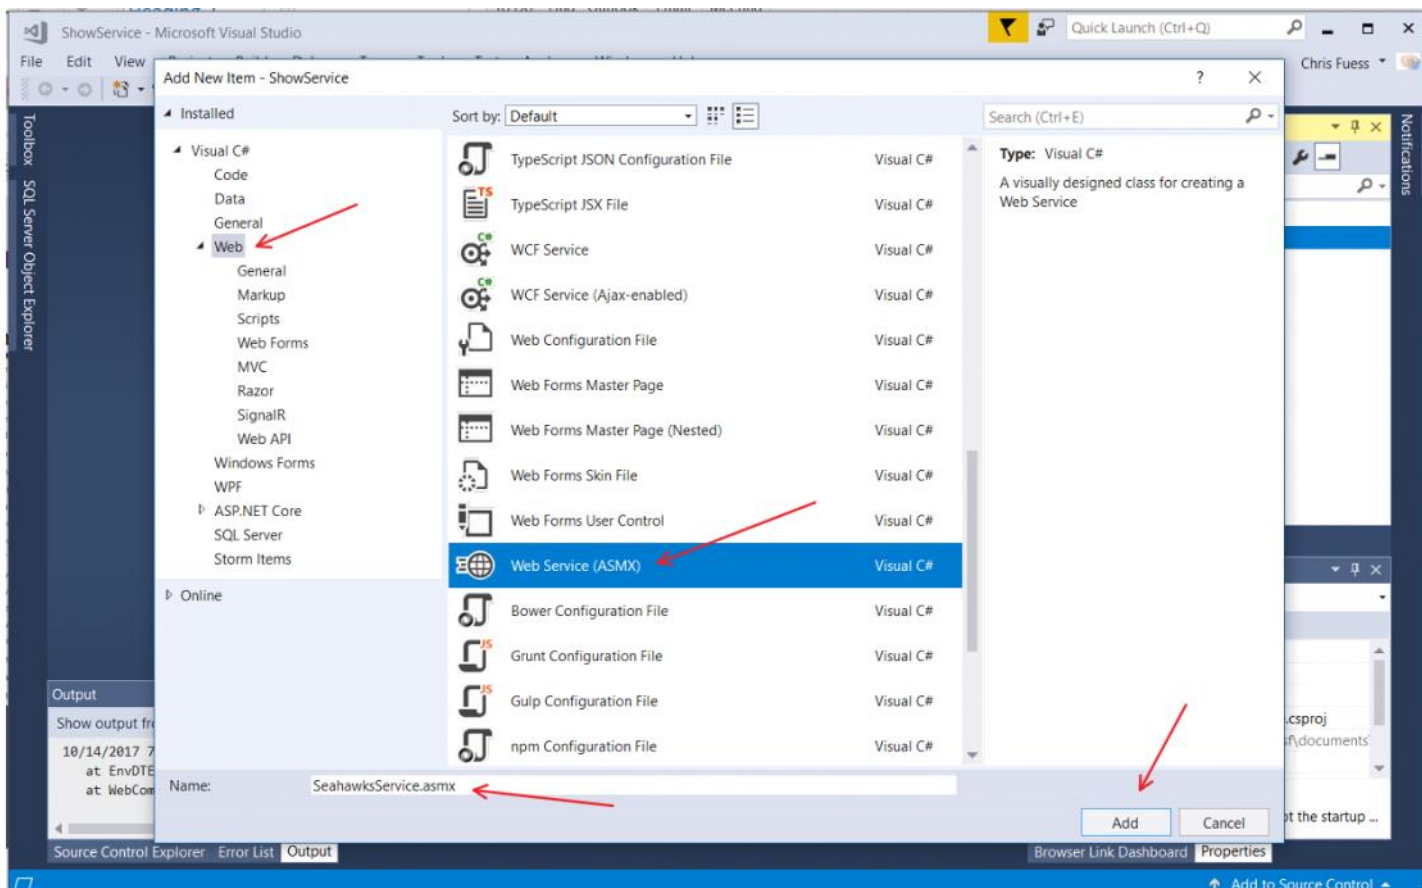 ShowService - Microsoft Visual Studio
Quick Launch (Ctrl+Q)
File Edit View
Chris Fuess
Add New Item - ShowService
? 
Installed
Sort by: Default
Search (Ctrl+E)
Visual C#
Code
Data
General
Web
General
Markup
Scripts
Web Forms
MVC
Razor
SignalR
Web API
Windows Forms
WPF
ASP.NET Core
SQL Server
Storm Items
Online
TypeScript JSON Configuration File Visual C#
TypeScript JSX File Visual C#
WCF Service Visual C#
WCF Service (Ajax-enabled) Visual C#
Web Configuration File Visual C#
Web Forms Master Page Visual C#
Web Forms Master Page (Nested) Visual C#
Web Forms Skin File Visual C#
Web Forms User Control Visual C#
Web Service (ASMX) Visual C#
Bower Configuration File Visual C#
Grunt Configuration File Visual C#
Gulp Configuration File Visual C#
npm Configuration File Visual C#
Type: Visual C#
A visually designed class for creating a
Web Service
Name: SeahawksService.asmx
Add Cancel
Toolbox
SQL Server Object Explorer
Notifications
Output
Show output
10/14/2017 7
at EnvDTE
at WebCom
.csproj
\documents
the startup ...
Source Control Explorer Error List Output
Browser Link Dashboard Properties
Add to Source Control